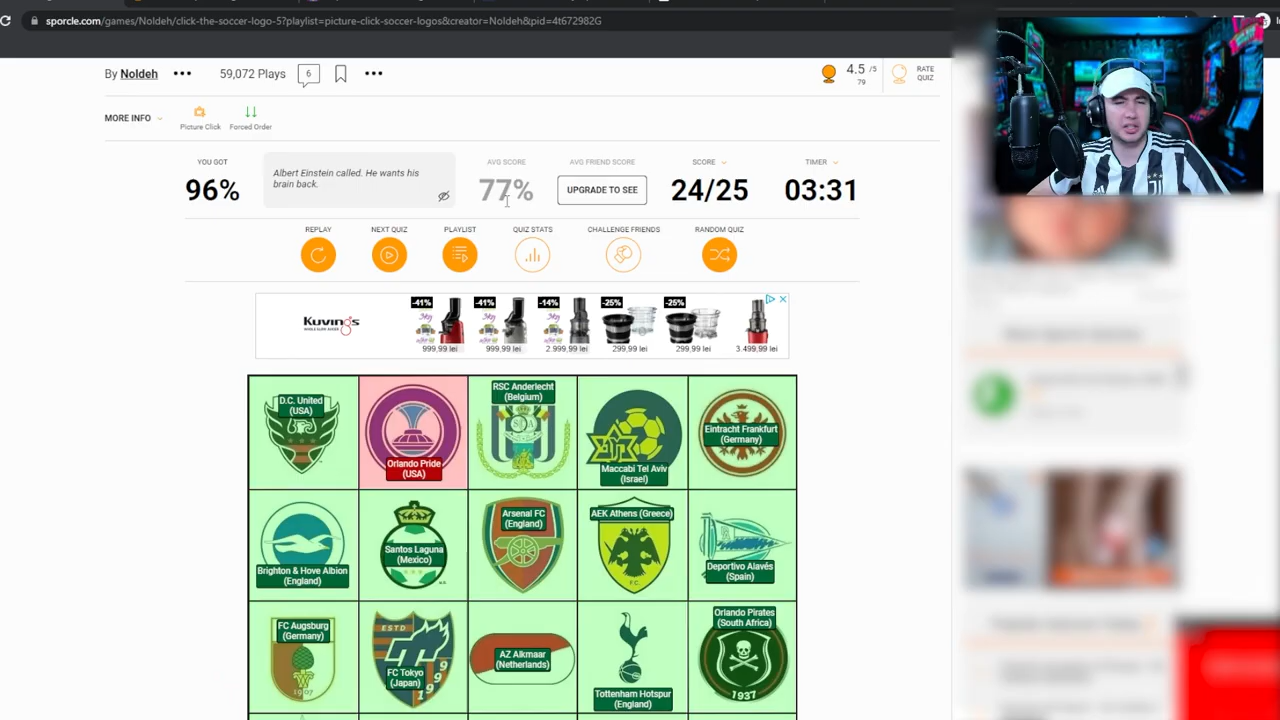 sporcle.com/games/Noldeh/click-the-soccer-logo-5?playlist=picture-click-soccer-logos&creator=Noldeh&pid=4t672982G
By Noldeh
59,072 Plays
6
4.5 /5
79
RATE
QUIZ
MORE INFO
Picture Click
Forced Order
YOU GOT
96%
Albert Einstein called. He wants his
brain back.
AVG SCORE
77%
AVG FRIEND SCORE
UPGRADE TO SEE
SCORE
24/25
TIMER
03:31
REPLAY
NEXT QUIZ
PLAYLIST
QUIZ STATS
CHALLENGE FRIENDS
RANDOM QUIZ
Kuvings
-41%
999,99 lei
-41%
999,99 lei
-14%
2.999,99 lei
-25%
299,99 lei
-25%
299,99 lei
3.499,99 lei
D.C. United
(USA)
Orlando Pride
(USA)
RSC Anderlecht
(Belgium)
Maccabi Tel Aviv
(Israel)
Eintracht Frankfurt
(Germany)
Brighton & Hove Albion
(England)
Santos Laguna
(Mexico)
Arsenal FC
(England)
AEK Athens (Greece)
F.C.
Deportivo Alavés
(Spain)
FC Augsburg
(Germany)
1907
ESTD
FC Tokyo
(Japan)
1999
AZ Alkmaar
(Netherlands)
Tottenham Hotspur
(England)
Orlando Pirates
(South Africa)
1937